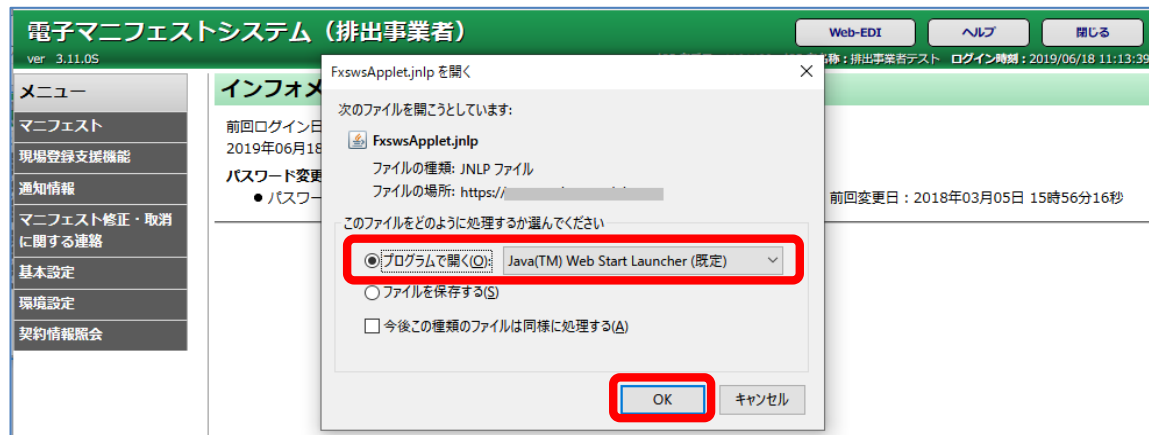 電子マニフェストシステム（排出事業者）
Web-EDI
ヘルプ
閉じる
ver 3.11.0S
称：排出事業者テスト ログイン時刻：2019/06/18 11:13:39
メニュー
マニフェスト
現場登録支援機能
通知情報
マニフェスト修正・取消
に関する連絡
基本設定
環境設定
契約情報照会
インフォメ
前回ログイン日
2019年06月18
パスワード変更
● パスワー
前回変更日：2018年03月05日 15時56分16秒
FxswsApplet.jnlp を開く
次のファイルを開こうとしています:
FxswsApplet.jnlp
ファイルの種類: JNLP ファイル
ファイルの場所: https://
このファイルをどのように処理するか選んでください
プログラムで開く(O): Java(TM) Web Start Launcher (既定)
ファイルを保存する(S)
今後この種類のファイルは同様に処理する(A)
OK
キャンセル